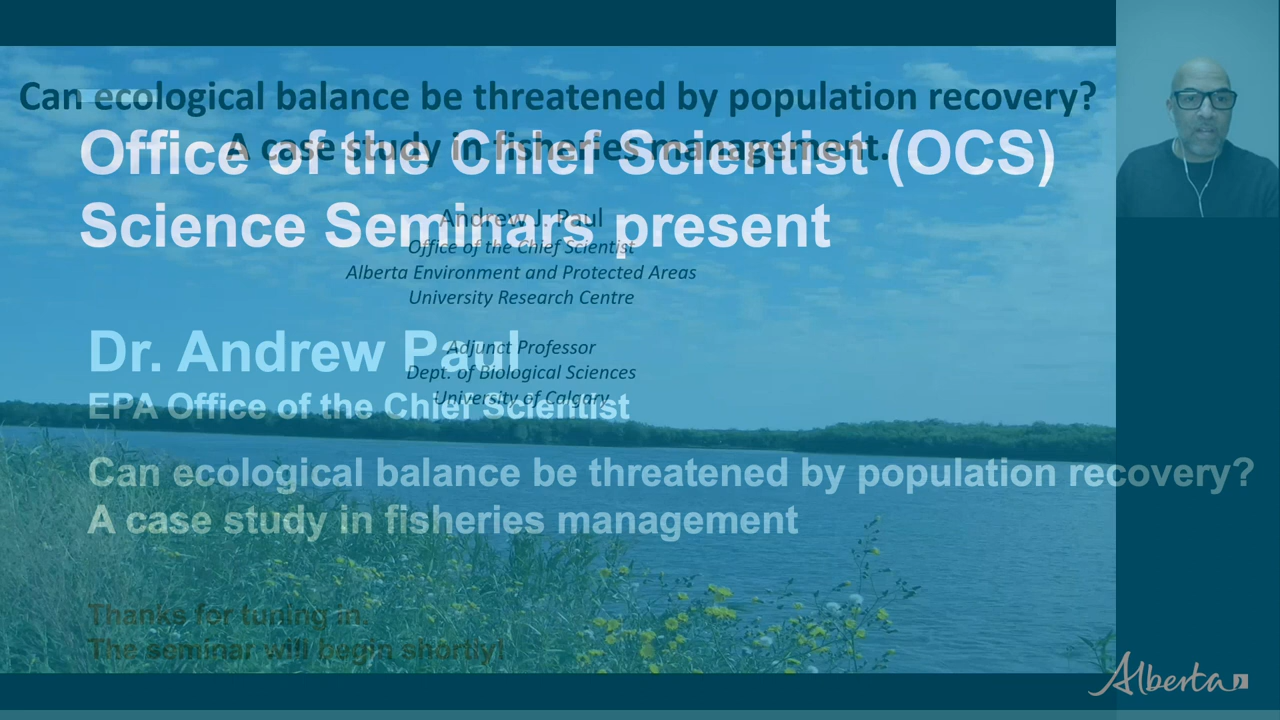 Can ecological balance be threatened by population recovery?
A case study in fisheries management.
Office of the Chief Scientist (OCS)
Science Seminars present
Andrew J. Paul
Office of the Chief Scientist
Alberta Environment and Protected Areas
University Research Centre
Dr. Andrew Paul
Adjunct Professor
Dept. of Biological Sciences
University of Calgary
EPA Office of the Chief Scientist
Can ecological balance be threatened by population recovery?
A case study in fisheries management
Thanks for tuning in.
The seminar will begin shortly!
Alberta